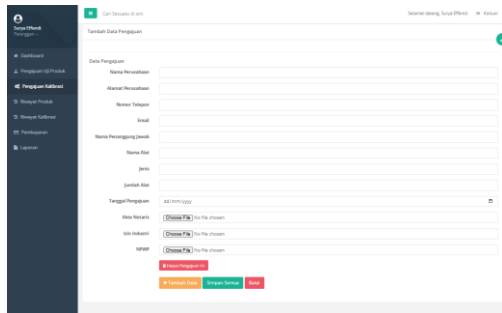 Surya Effendi
Pelanggan
Cari Sesuatu di sini
Selamat datang, Surya Effendi.
Keluar
Tambah Data Pengajuan
Dashboard
Pengajuan Uji Produk
Pengajuan Kalibrasi
Riwayat Produk
Riwayat Kalibrasi
Pembayaran
Laporan
Data Pengajuan
Nama Perusahaan
Alamat Perusahaan
Nomor Telepon
Email
Nama Penanggung Jawab
Nama Alat
Jenis
Jumlah Alat
Tanggal Pengajuan dd/mm/yyyy
Akta Notaris Choose File No file chosen
Izin Industri Choose File No file chosen
NPWP Choose File No file chosen
Hapus Pengajuan
Tambah Data Simpan Semua Batal